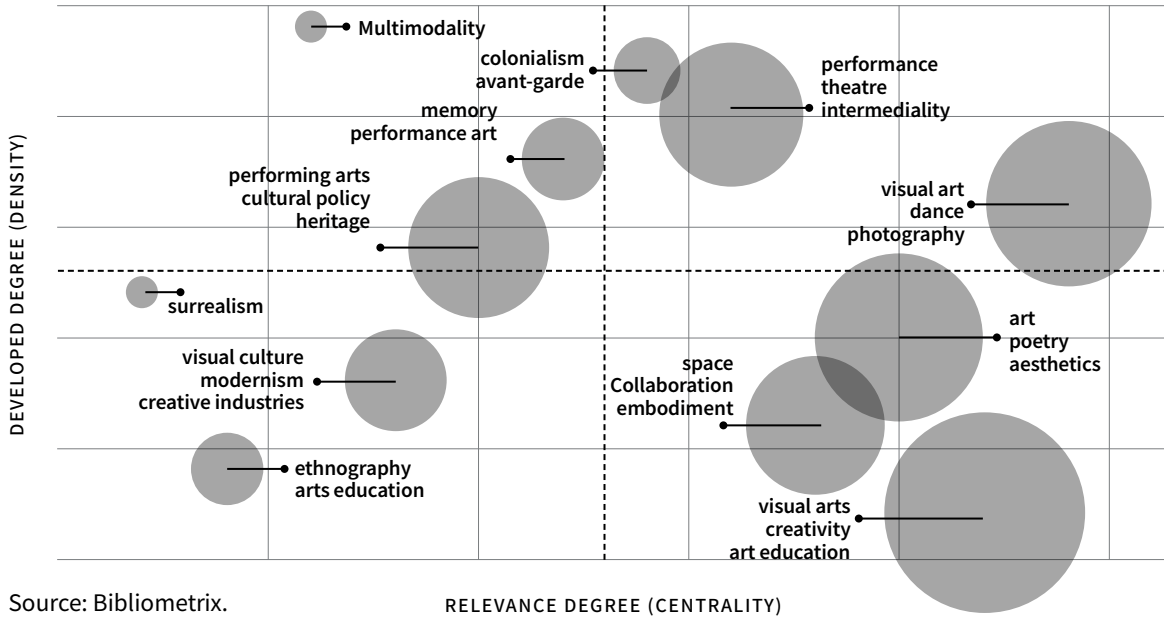 Multimodality
colonialism
avant-garde
performance
theatre
intermediality
memory
performance art
performing arts
cultural policy
heritage
visual art
dance
photography
surrealism
art
poetry
aesthetics
visual culture
modernism
creative industries
space
Collaboration
embodiment
ethnography
arts education
visual arts
creativity
art education
DEVELOPED DEGREE (DENSITY)
RELEVANCE DEGREE (CENTRALITY)
Source: Bibliometrix.